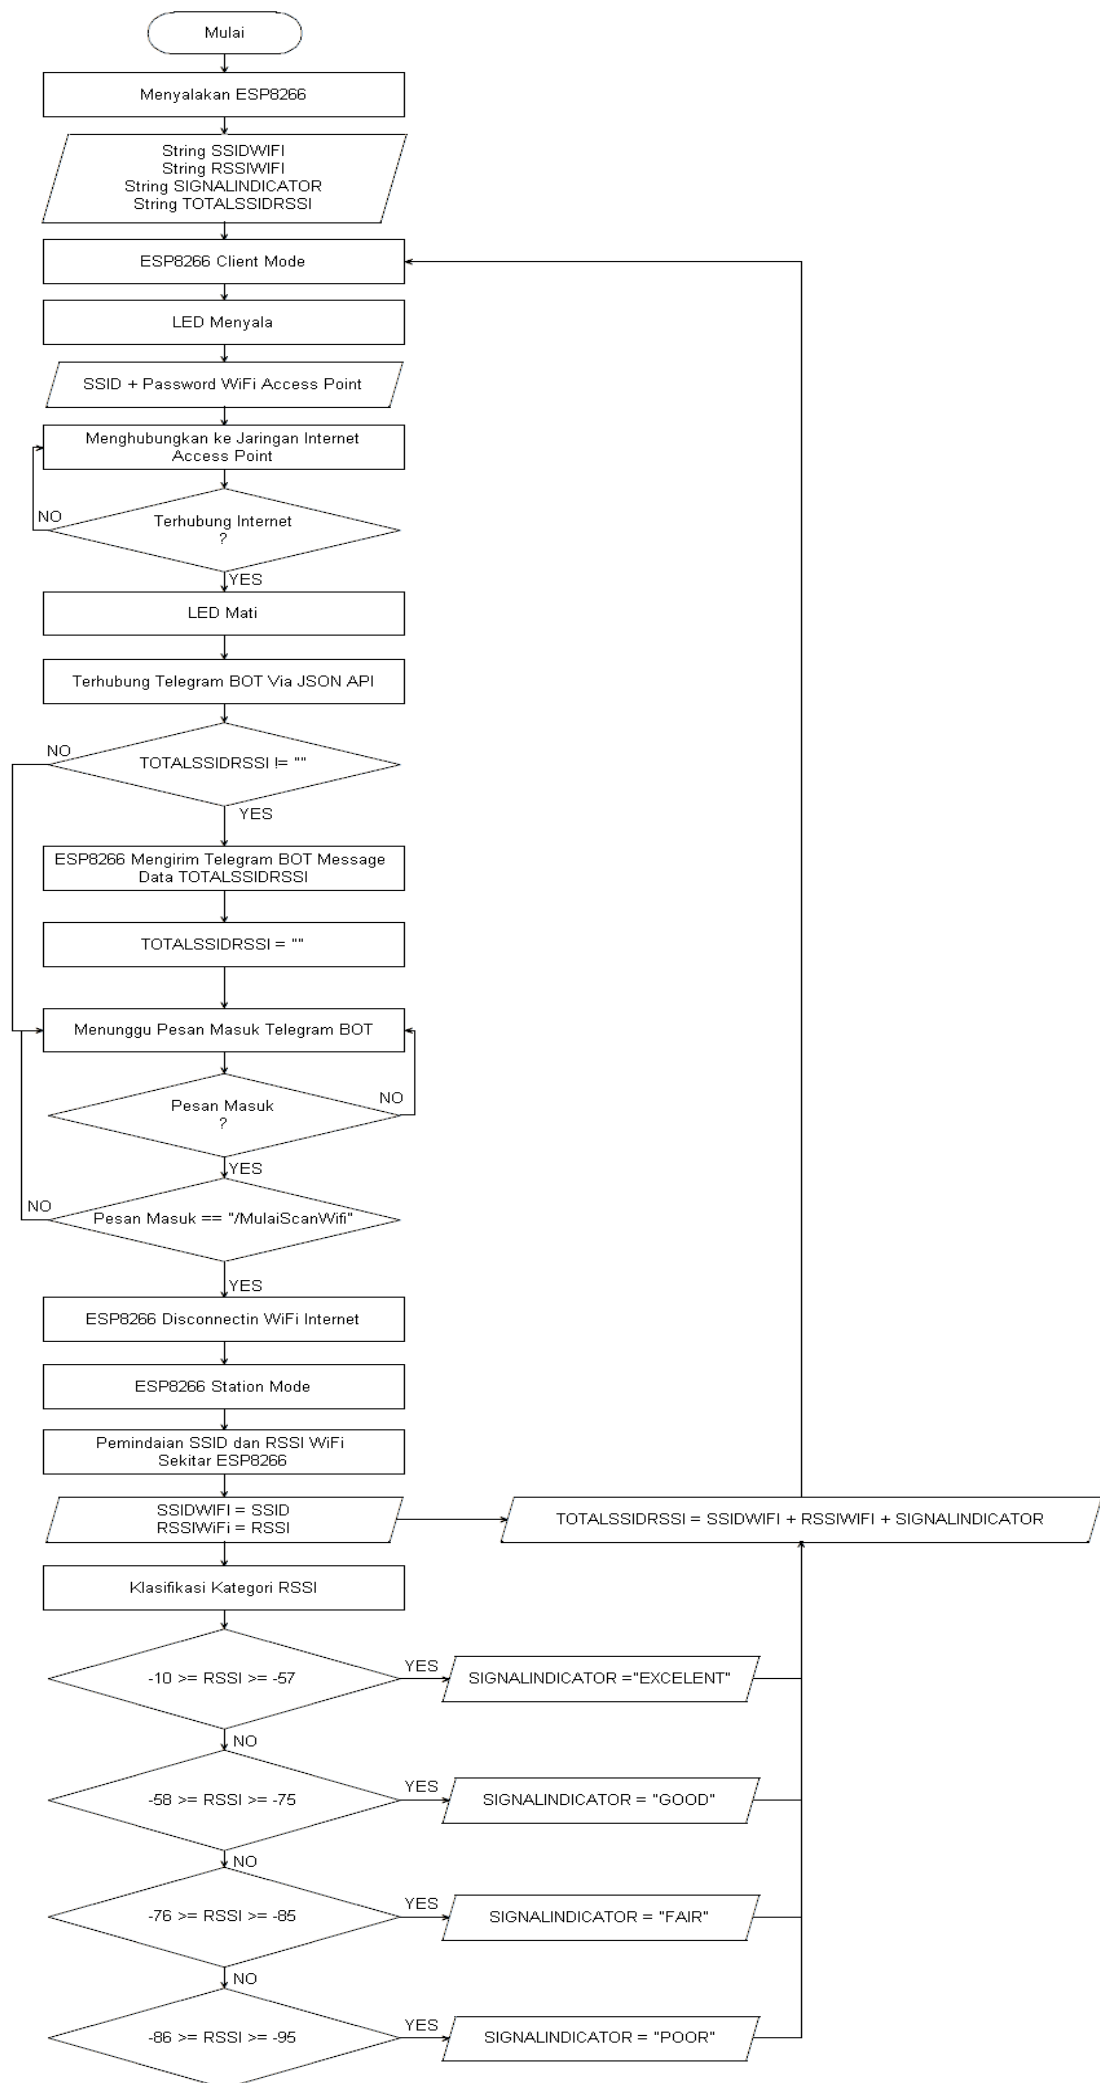 Mulai
Menyalakan ESP8266
String SSIDWIFI
String RSSIWIFI
String SIGNALINDICATOR
String TOTALSSIDRSSI
ESP8266 Client Mode
LED Menyala
SSID + Password WiFi Access Point
Menghubungkan ke Jaringan Internet
Access Point
NO
Terhubung Internet
?
YES
LED Mati
Terhubung Telegram BOT Via JSON API
NO
TOTALSSIDRSSI != ""
YES
ESP8266 Mengirim Telegram BOT Message
Data TOTALSSIDRSSI
TOTALSSIDRSSI = ""
Menunggu Pesan Masuk Telegram BOT
Pesan Masuk
?
NO
YES
NO
Pesan Masuk == "/MulaiScanWifi"
YES
ESP8266 Disconnectin WiFi Internet
ESP8266 Station Mode
Pemindaian SSID dan RSSI WiFi
Sekitar ESP8266
SSIDWIFI = SSID
RSSIWiFi = RSSI
TOTALSSIDRSSI = SSIDWIFI + RSSIWIFI + SIGNALINDICATOR
Klasifikasi Kategori RSSI
-10 >= RSSI >= -57
YES
SIGNALINDICATOR ="EXCELENT"
NO
-58 >= RSSI >= -75
YES
SIGNALINDICATOR = "GOOD"
NO
-76 >= RSSI >= -85
YES
SIGNALINDICATOR = "FAIR"
NO
-86 >= RSSI >= -95
YES
SIGNALINDICATOR = "POOR"